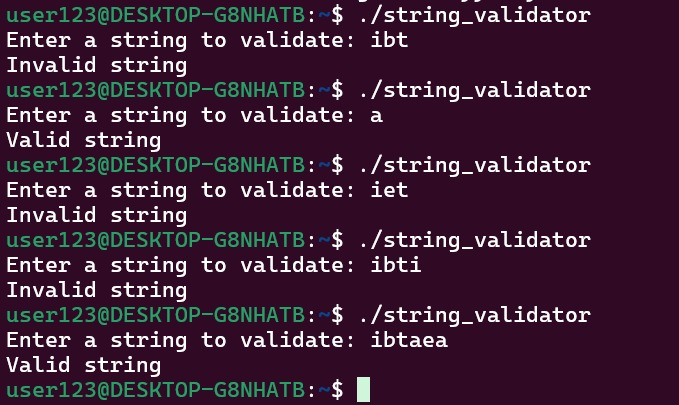 user123@DESKTOP-G8NHATB:~$ ./string_validator
Enter a string to validate: ibt
Invalid string
user123@DESKTOP-G8NHATB:~$ ./string_validator
Enter a string to validate: a
Valid string
user123@DESKTOP-G8NHATB:~$ ./string_validator
Enter a string to validate: iet
Invalid string
user123@DESKTOP-G8NHATB:~$ ./string_validator
Enter a string to validate: ibti
Invalid string
user123@DESKTOP-G8NHATB:~$ ./string_validator
Enter a string to validate: ibtaea
Valid string
user123@DESKTOP-G8NHATB:~$